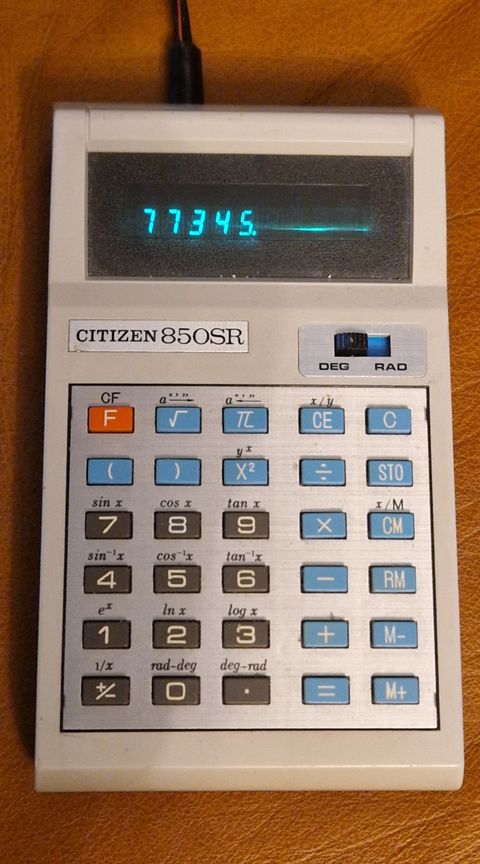 77345.
CITIZEN 850SR
DEG RAD
CF a°'" a°'" x/y
F √ π CE C
y^x
( ) X² ÷ STO
sin x cos x tan x x/M
7 8 9 × CM
sin⁻¹x cos⁻¹x tan⁻¹x
4 5 6 − RM
eˣ ln x log x
1 2 3 + M-
1/x rad-deg deg-rad
+/- 0 · = M+